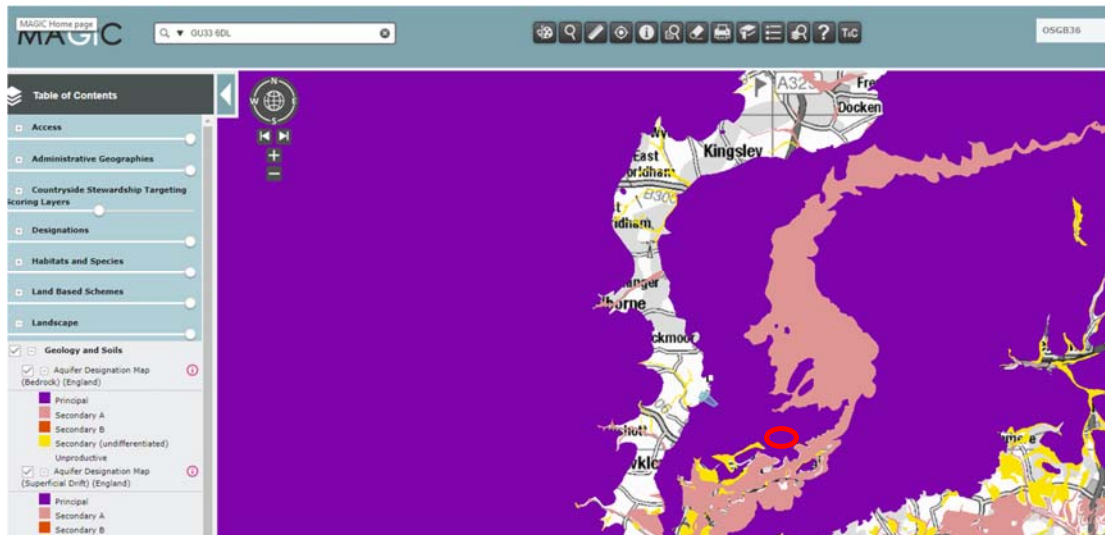 MAGIC Home page
MAGIC
GU33 6DL
T&C
OSGB36
Table of Contents
Access
Administrative Geographies
Countryside Stewardship Targeting
Scoring Layers
Designations
Habitats and Species
Land Based Schemes
Landscape
Geology and Soils
Aquifer Designation Map
(Bedrock) (England)
Principal
Secondary A
Secondary B
Secondary (undifferentiated)
Unproductive
Aquifer Designation Map
(Superficial Drift) (England)
Principal
Secondary A
Secondary B
N
W
E
S
A325
Fre
Docken
Kingsley
East